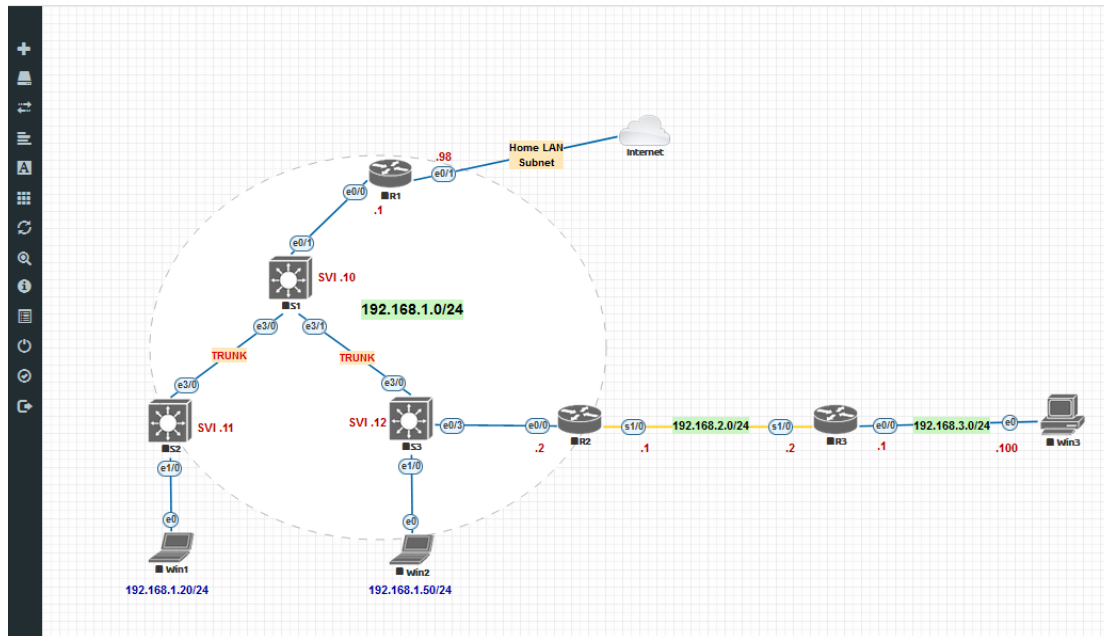 Home LAN
Subnet
Internet
.98
e0/1
R1
e0/0
.1
e0/1
SVI .10
S1
192.168.1.0/24
e3/0
e3/1
TRUNK
TRUNK
e3/0
e3/0
SVI .11
S2
SVI .12
S3
e0/3
e0/0
R2
.2
s1/0
.1
192.168.2.0/24
s1/0
.2
R3
e0/0
.1
192.168.3.0/24
e0
.100
Win3
e1/0
e1/0
e0
e0
Win1
Win2
192.168.1.20/24
192.168.1.50/24
A